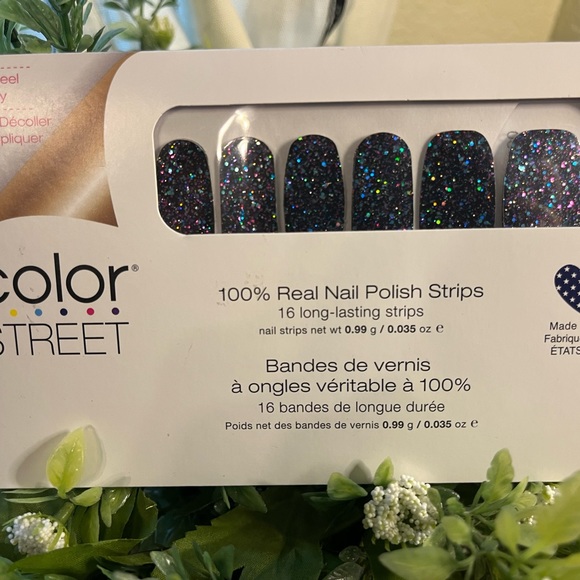 eel
y
Décoller
pliquer
color®
STREET
100% Real Nail Polish Strips
16 long-lasting strips
nail strips net wt 0.99 g / 0.035 oz e
Bandes de vernis
à ongles véritable à 100%
16 bandes de longue durée
Poids net des bandes de vernis 0.99 g / 0.035 oz e
Made
Fabrique
ÉTATS